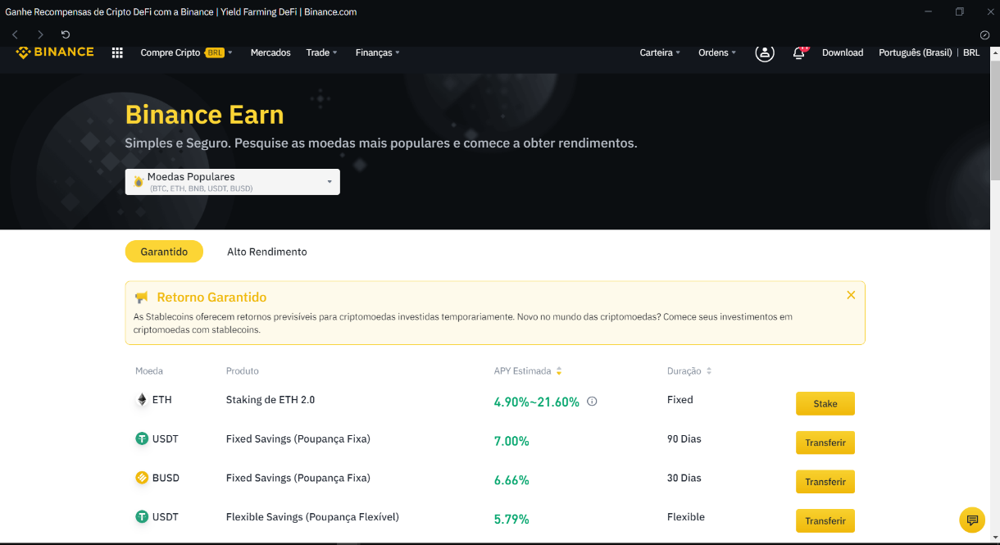 Ganhe Recompensas de Cripto DeFi com a Binance | Yield Farming DeFi | Binance.com
BINANCE Compre Cripto BRL Mercados Trade Finanças Carteira Ordens Download Português (Brasil) | BRL
Binance Earn
Simples e Seguro. Pesquise as moedas mais populares e comece a obter rendimentos.
Moedas Populares
(BTC, ETH, BNB, USDT, BUSD)
Garantido Alto Rendimento
Retorno Garantido
As Stablecoins oferecem retornos previsíveis para criptomoedas investidas temporariamente. Novo no mundo das criptomoedas? Comece seus investimentos em
criptomoedas com stablecoins.
Moeda Produto APY Estimada Duração
ETH Staking de ETH 2.0 4.90%~21.60% Fixed Stake
USDT Fixed Savings (Poupança Fixa) 7.00% 90 Dias Transferir
BUSD Fixed Savings (Poupança Fixa) 6.66% 30 Dias Transferir
USDT Flexible Savings (Poupança Flexível) 5.79% Flexible Transferir